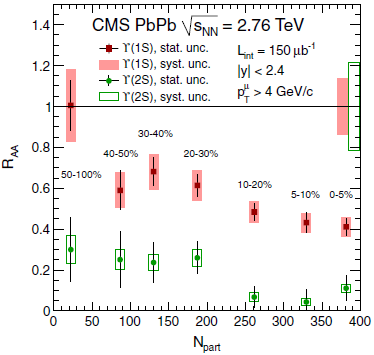 CMS PbPb √sNN = 2.76 TeV
ϒ(1S), stat. unc.
ϒ(1S), syst. unc.
ϒ(2S), stat. unc.
ϒ(2S), syst. unc.
Lint = 150 μb-1
|y| < 2.4
pTμ > 4 GeV/c
50-100%
40-50%
30-40%
20-30%
10-20%
5-10%
0-5%
RAA
1.4
1.2
1
0.8
0.6
0.4
0.2
0
0 50 100 150 200 250 300 350 400
Npart